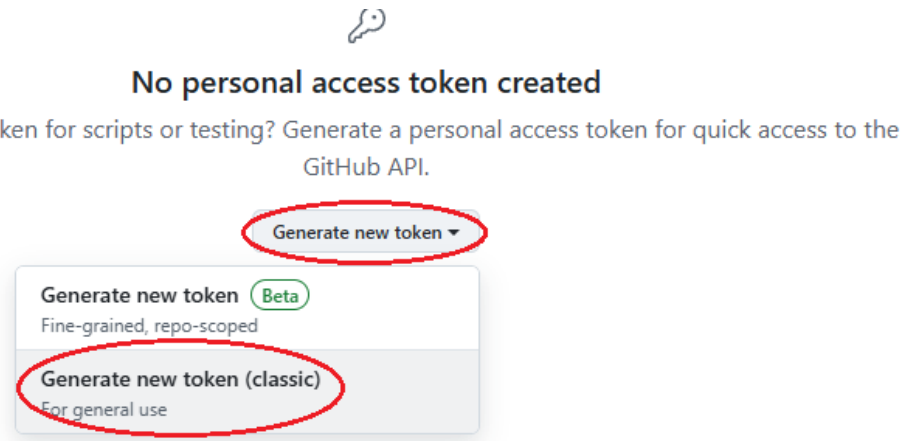 No personal access token created
ken for scripts or testing? Generate a personal access token for quick access to the
GitHub API.
Generate new token
Generate new token Beta
Fine-grained, repo-scoped
Generate new token (classic)
For general use